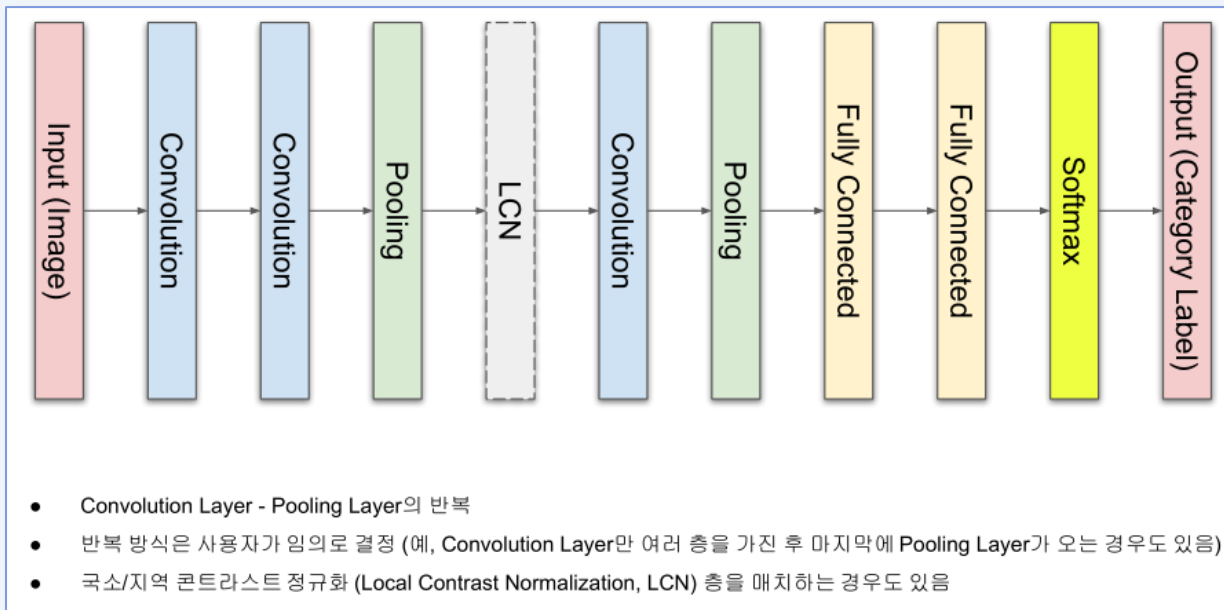 Input (Image)
Convolution
Convolution
Pooling
LCN
Convolution
Pooling
Fully Connected
Fully Connected
Softmax
Output (Category Label)
● Convolution Layer - Pooling Layer의 반복
● 반복 방식은 사용자가 임의로 결정 (예, Convolution Layer만 여러 층을 가진 후 마지막에 Pooling Layer가 오는 경우도 있음)
● 국소/지역 콘트라스트 정규화 (Local Contrast Normalization, LCN) 층을 매치하는 경우도 있음